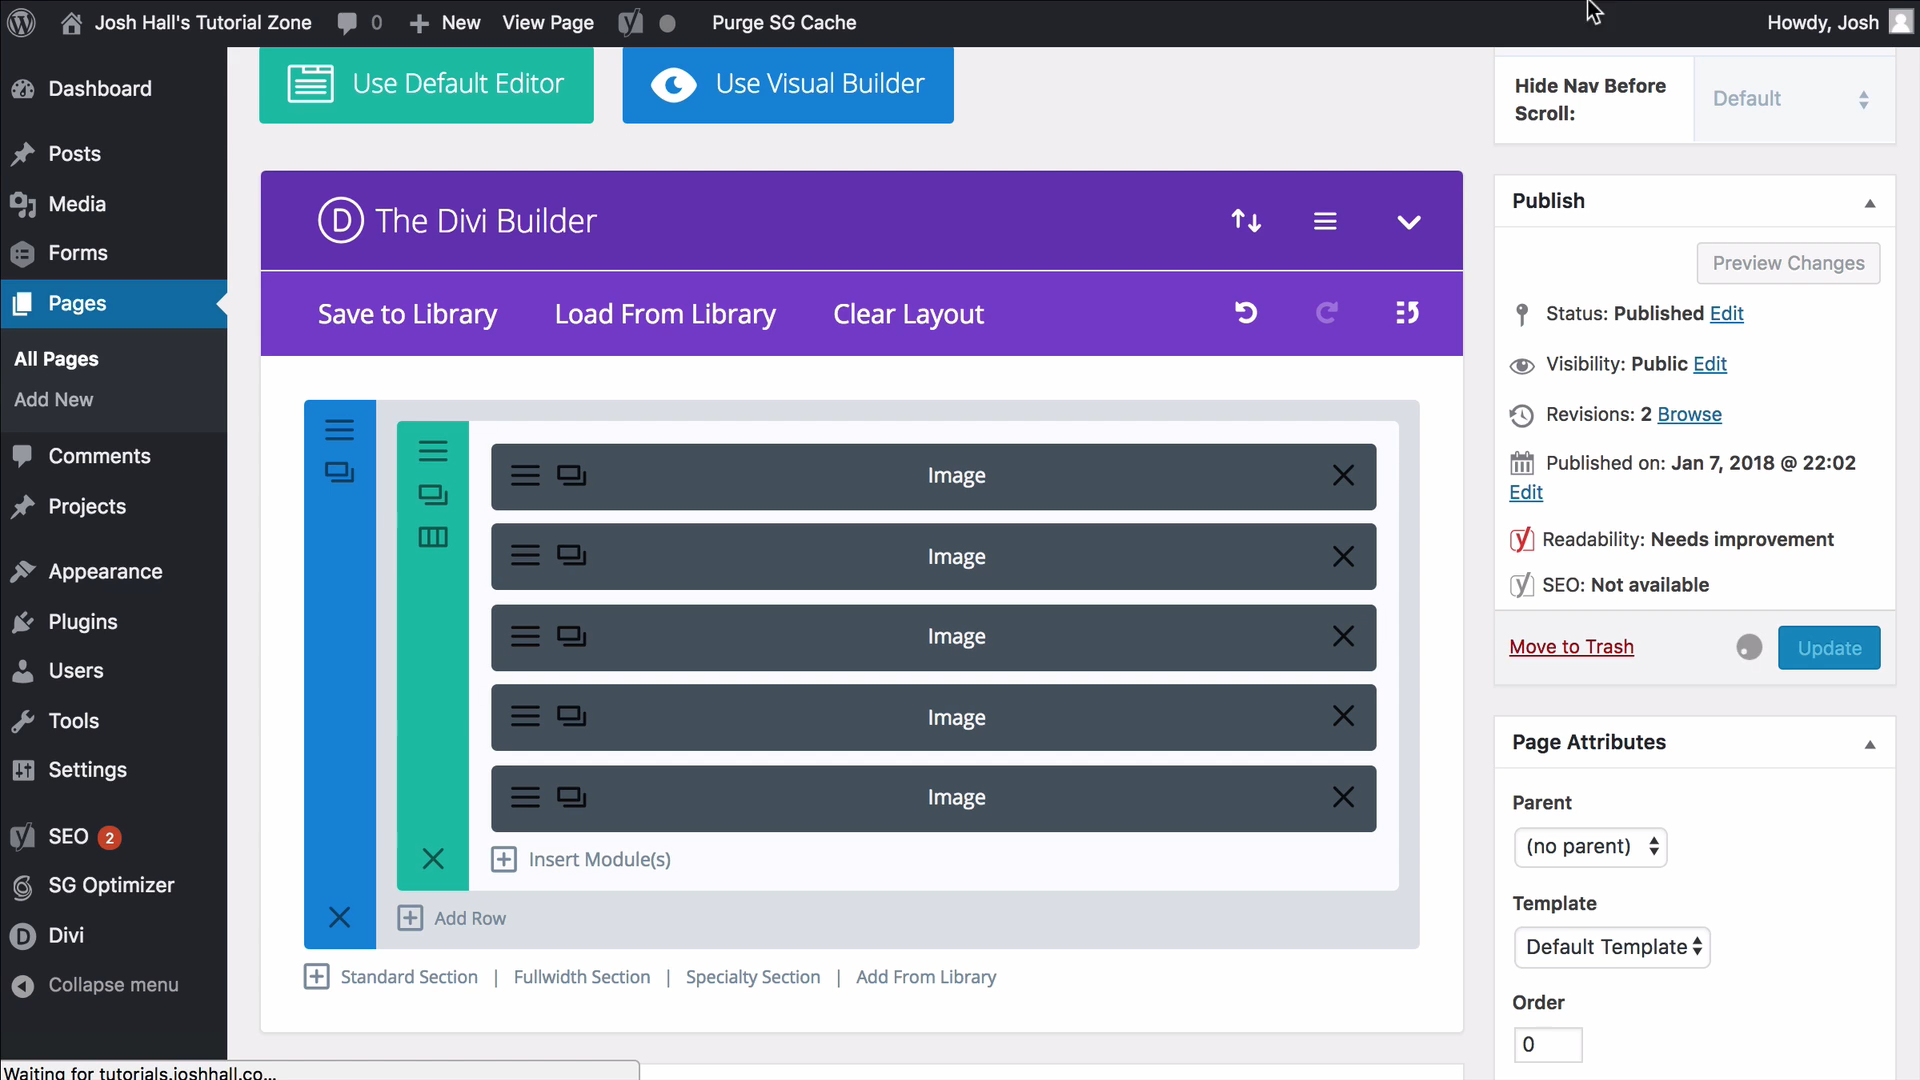 Josh Hall's Tutorial Zone
0
New
View Page
Purge SG Cache
Howdy, Josh
Dashboard
Posts
Media
Forms
Pages
All Pages
Add New
Comments
Projects
Appearance
Plugins
Users
Tools
Settings
SEO 2
SG Optimizer
Divi
Collapse menu
Use Default Editor
Use Visual Builder
D The Divi Builder
Save to Library
Load From Library
Clear Layout
Image
Image
Image
Image
Image
Insert Module(s)
Add Row
Standard Section | Fullwidth Section | Specialty Section | Add From Library
Hide Nav Before
Scroll:
Default
Publish
Preview Changes
Status: Published Edit
Visibility: Public Edit
Revisions: 2 Browse
Published on: Jan 7, 2018 @ 22:02
Edit
Readability: Needs improvement
SEO: Not available
Move to Trash
Update
Page Attributes
Parent
(no parent)
Template
Default Template
Order
0
Waiting for tutorials.joshhall.co...